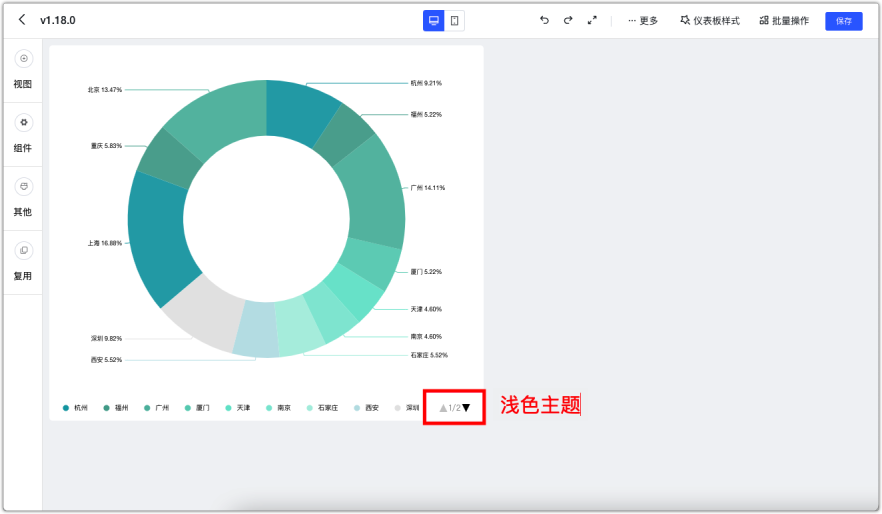 v1.18.0
更多
仪表板样式
批量操作
保存
视图
组件
其他
复用
北京 13.47%
杭州 9.21%
福州 5.22%
重庆 5.83%
广州 14.11%
上海 16.88%
厦门 5.22%
天津 4.60%
深圳 9.82%
南京 4.60%
西安 5.52%
石家庄 5.52%
杭州 福州 广州 厦门 天津 南京 石家庄 西安 深圳 1/2
浅色主题